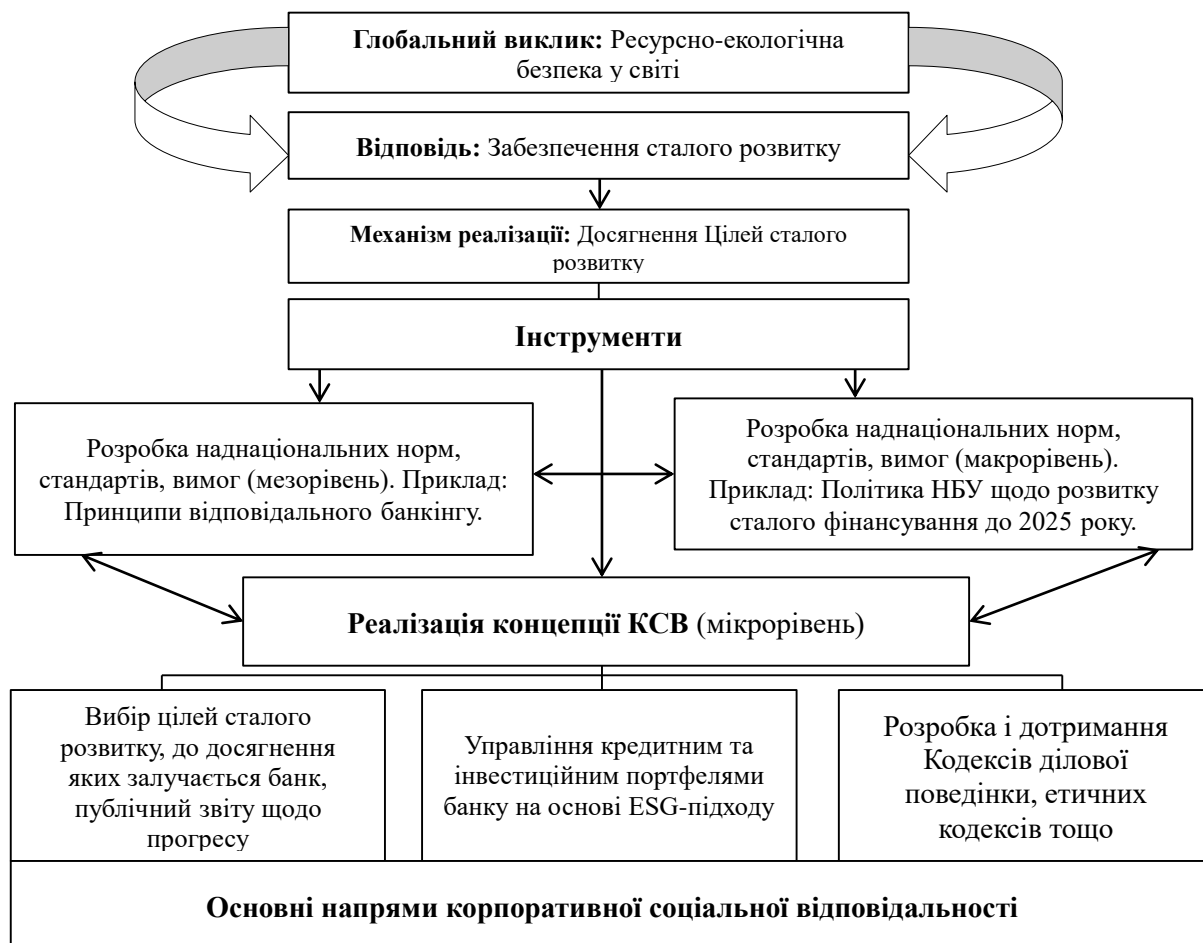 Глобальний виклик: Ресурсно-екологічна
безпека у світі
Відповідь: Забезпечення сталого розвитку
Механізм реалізації: Досягнення Цілей сталого
розвитку
Інструменти
Розробка наднаціональних норм,
стандартів, вимог (мезорівень). Приклад:
Принципи відповідального банкінгу.
Розробка наднаціональних норм,
стандартів, вимог (макрорівень).
Приклад: Політика НБУ щодо розвитку
сталого фінансування до 2025 року.
Реалізація концепції КСВ (мікрорівень)
Вибір цілей сталого
розвитку, до досягнення
яких залучається банк,
публічний звіту щодо
прогресу
Управління кредитним та
інвестиційним портфелями
банку на основі ESG-підходу
Розробка і дотримання
Кодексів ділової
поведінки, етичних
кодексів тощо
Основні напрями корпоративної соціальної відповідальності